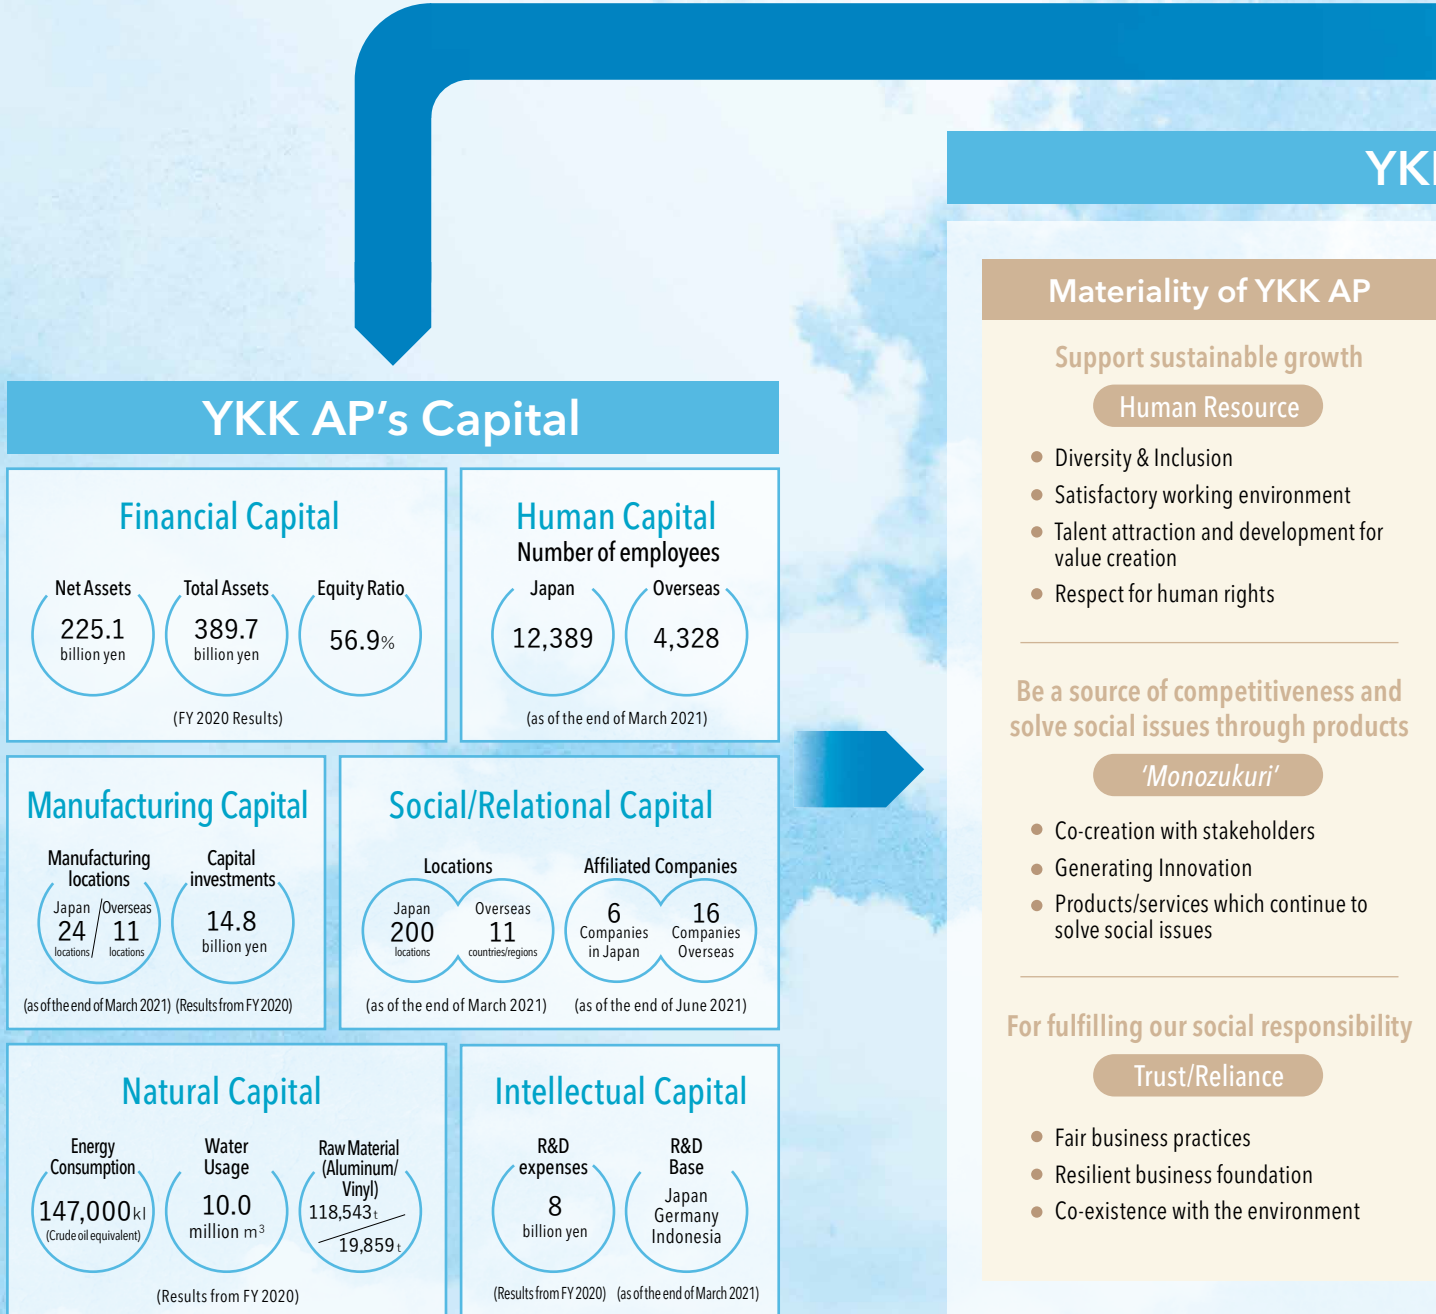 YKK AP's Capital
Financial Capital
Net Assets
225.1
billion yen
Total Assets
389.7
billion yen
Equity Ratio
56.9%
(FY 2020 Results)
Human Capital
Number of employees
Japan
12,389
Overseas
4,328
(as of the end of March 2021)
Manufacturing Capital
Manufacturing
locations
Japan
24
locations
/
Overseas
11
locations
(as of the end of March 2021)
Capital
investments
14.8
billion yen
(Results from FY 2020)
Social/Relational Capital
Locations
Japan
200
locations
Overseas
11
countries/regions
(as of the end of March 2021)
Affiliated Companies
6
Companies
in Japan
16
Companies
Overseas
(as of the end of June 2021)
Natural Capital
Energy
Consumption
147,000kl
(Crude oil equivalent)
Water
Usage
10.0
million m³
Raw Material
(Aluminum/
Vinyl)
118,543t
19,859t
(Results from FY 2020)
Intellectual Capital
R&D
expenses
8
billion yen
(Results from FY 2020)
R&D
Base
Japan
Germany
Indonesia
(as of the end of March 2021)
Materiality of YKK AP
Support sustainable growth
Human Resource
● Diversity & Inclusion
● Satisfactory working environment
● Talent attraction and development for
value creation
● Respect for human rights
Be a source of competitiveness and
solve social issues through products
'Monozukuri'
● Co-creation with stakeholders
● Generating Innovation
● Products/services which continue to
solve social issues
For fulfilling our social responsibility
Trust/Reliance
● Fair business practices
● Resilient business foundation
● Co-existence with the environment